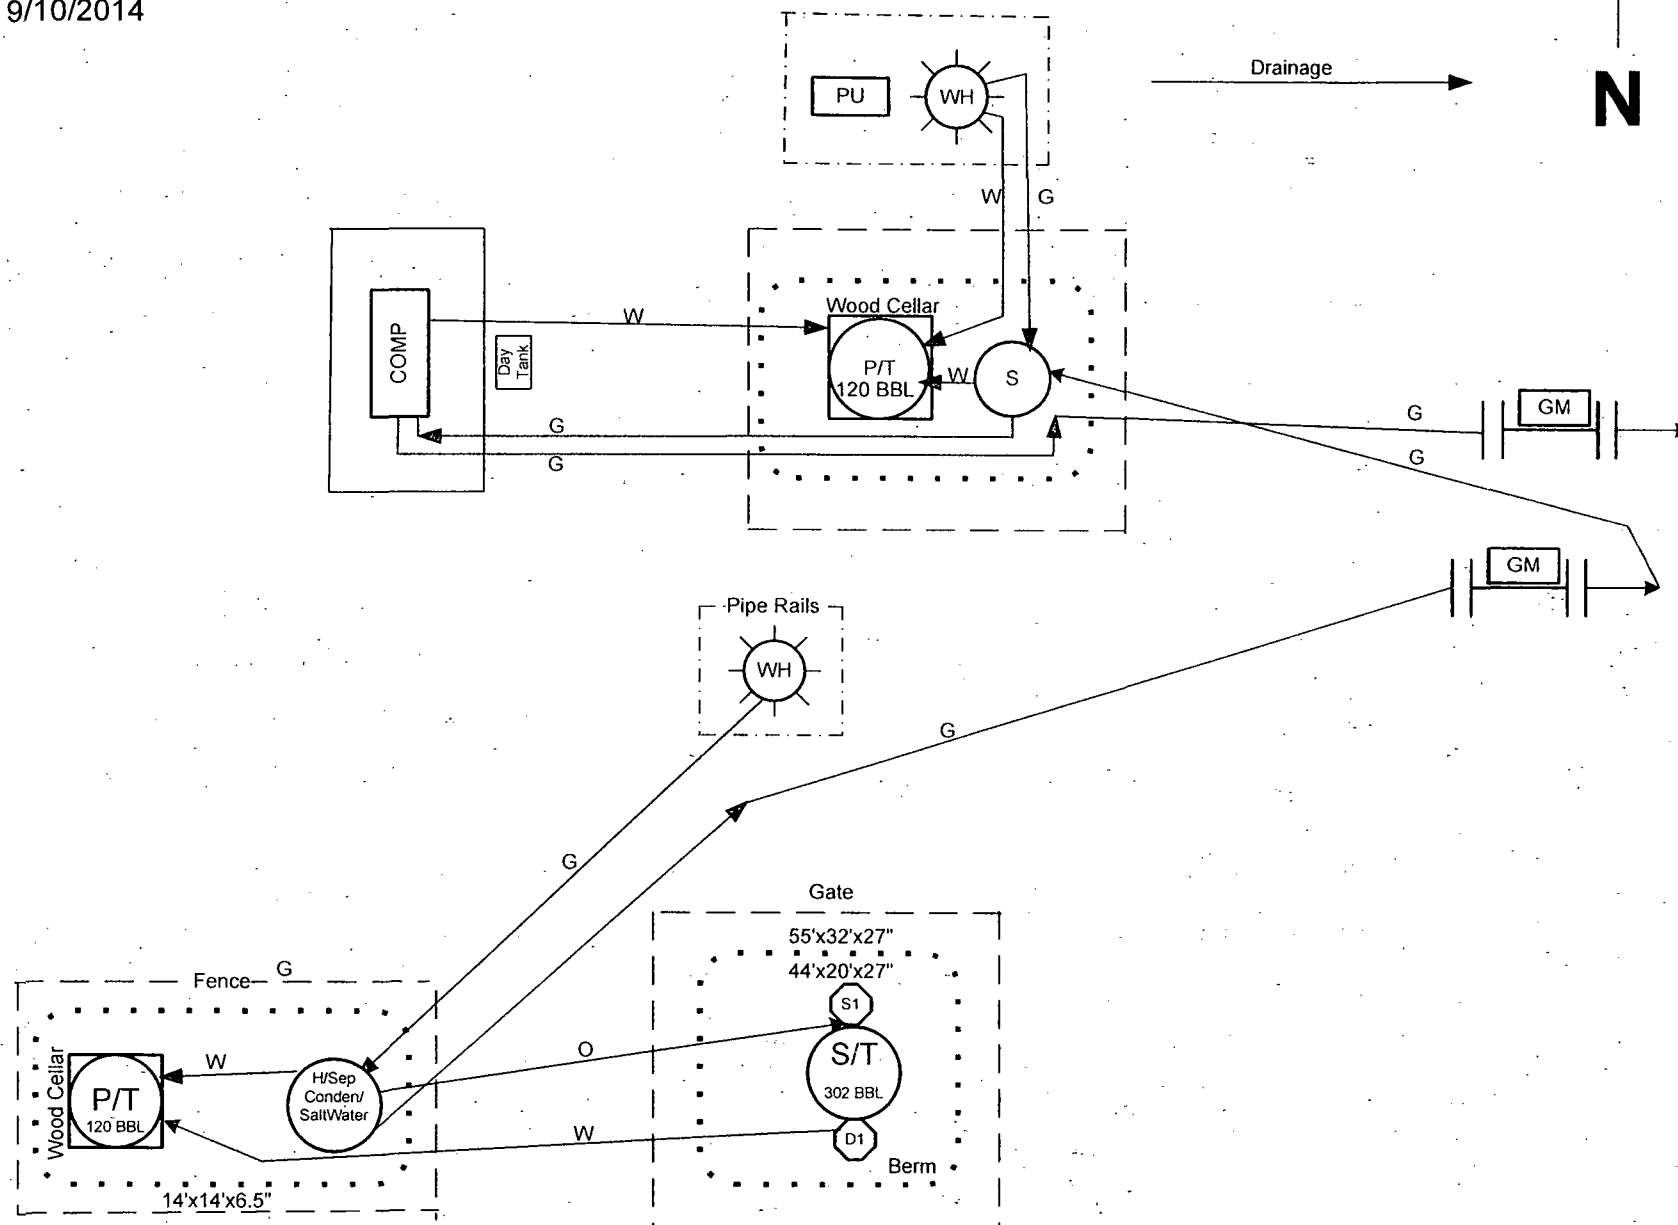 9/10/2014
Drainage
N
PU
WH
W
G
Wood Cellar
COMP
W
Day
Tank
P/T
120 BBL
W
S
G
G
G
GM
G
GM
Pipe Rails
WH
G
G
Gate
55'x32'x27"
44'x20'x27"
Fence
G
S1
O
S/T
302 BBL
D1
Berm
W
Wood Cellar
P/T
120 BBL
H/Sep
Conden/
SaltWater
W
14'x14'x6.5"